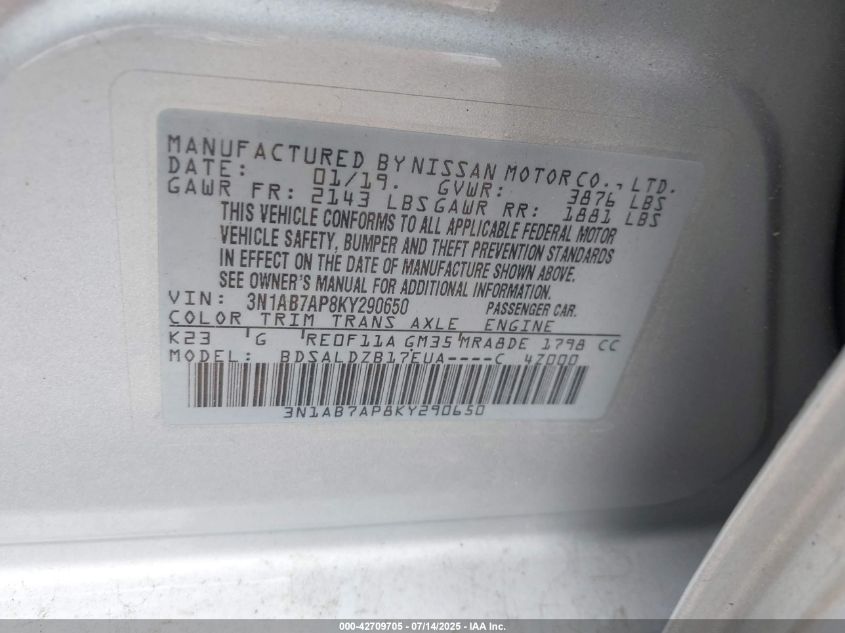 MANUFACTURED BY NISSAN MOTOR CO., LTD.
DATE: 01/19. GVWR: 3876 LBS
GAWR FR: 2143 LBS GAWR RR: 1881 LBS
THIS VEHICLE CONFORMS TO ALL APPLICABLE FEDERAL MOTOR
VEHICLE SAFETY, BUMPER AND THEFT PREVENTION STANDARDS
IN EFFECT ON THE DATE OF MANUFACTURE SHOWN ABOVE.
SEE OWNER'S MANUAL FOR ADDITIONAL INFORMATION.
VIN: 3N1AB7AP8KY290650 PASSENGER CAR.
COLOR TRIM TRANS AXLE ENGINE
K23 G RE0F11A GM35 MRA8DE 1798 CC
MODEL: BDSALDZB17EUA----C 4Z000
3N1AB7AP8KY290650
000-42709705 - 07/14/2025 - IAA Inc.